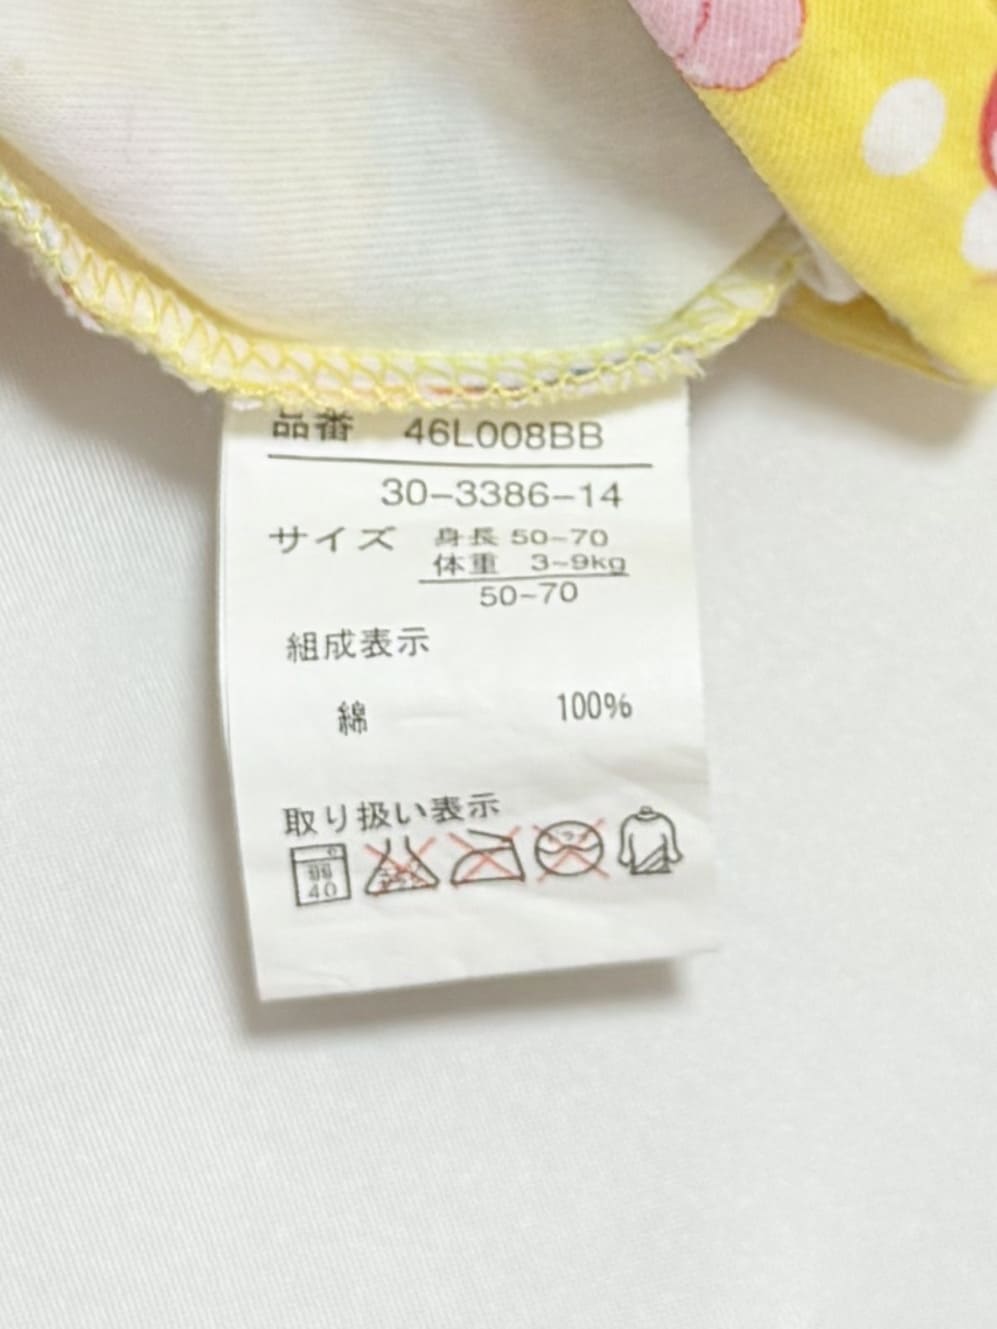 品番 46L008BB
30-3386-14
サイズ 身長 50~70
体重 3~9kg
50~70
組成表示
綿 100%
取り扱い表示
弱
40